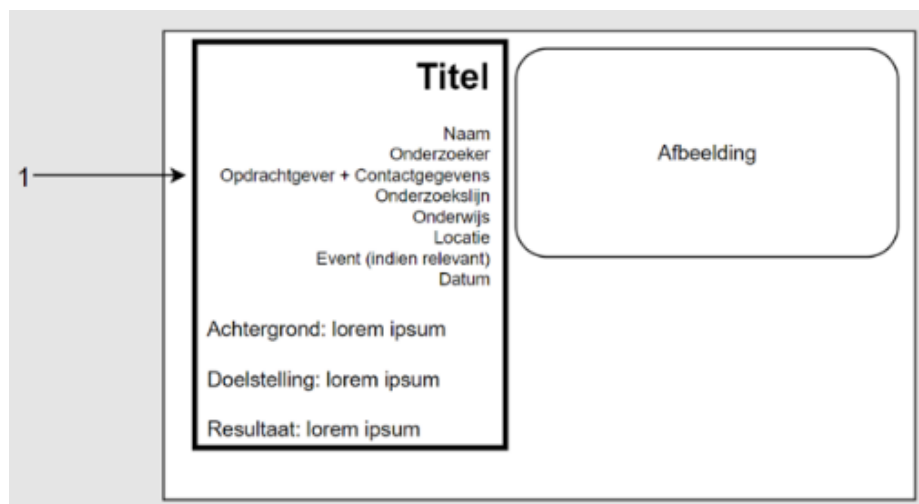 Titel
Naam
Onderzoeker
Opdrachtgever + Contactgegevens
Onderzoekslijn
Onderwijs
Locatie
Event (indien relevant)
Datum
Achtergrond: lorem ipsum
Doelstelling: lorem ipsum
Resultaat: lorem ipsum
Afbeelding
1